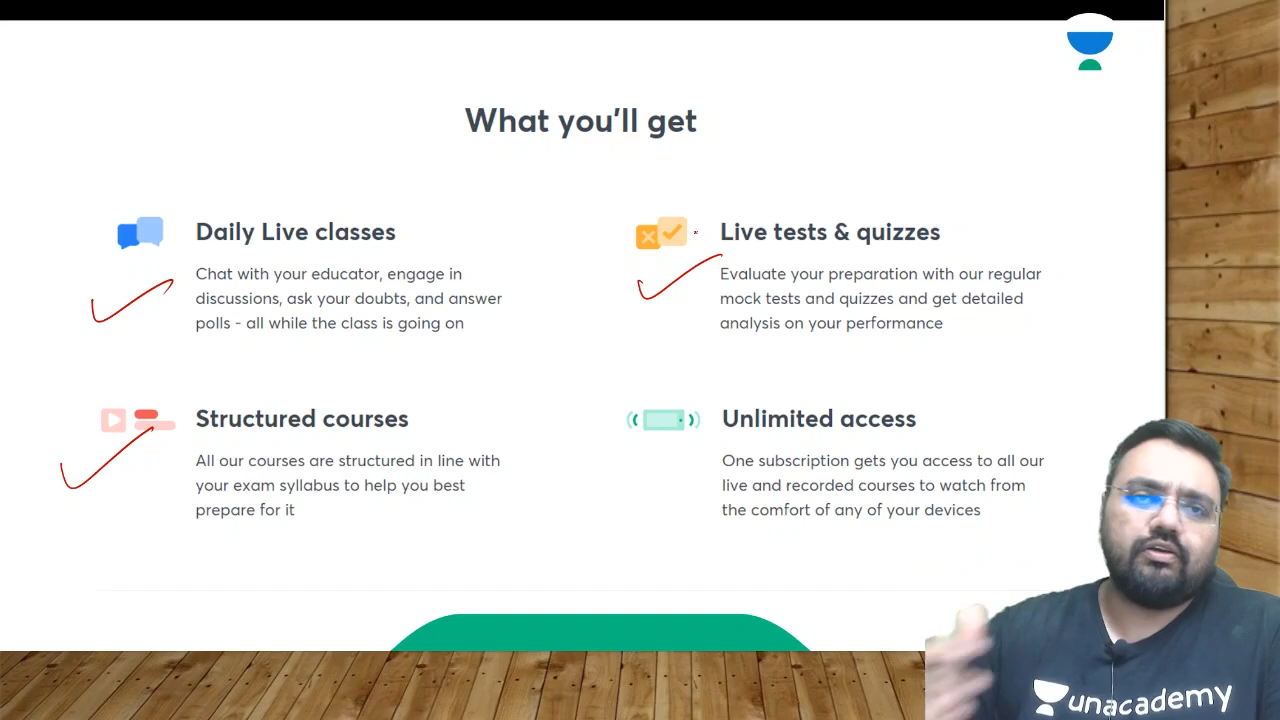 What you'll get
Daily Live classes
Chat with your educator, engage in
discussions, ask your doubts, and answer
polls - all while the class is going on
Live tests & quizzes
Evaluate your preparation with our regular
mock tests and quizzes and get detailed
analysis on your performance
Structured courses
All our courses are structured in line with
your exam syllabus to help you best
prepare for it
Unlimited access
One subscription gets you access to all our
live and recorded courses to watch from
the comfort of any of your devices
unacademy